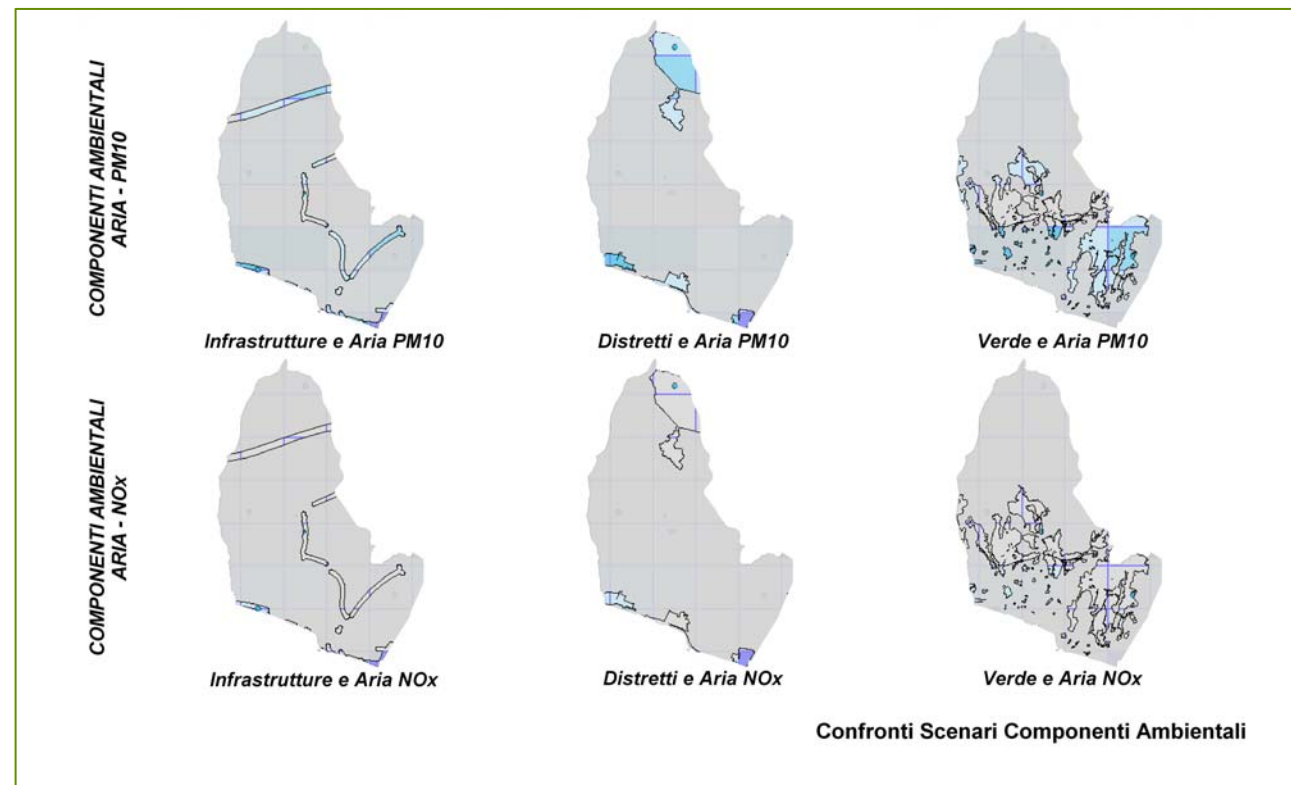 COMPONENTI AMBIENTALI
ARIA - PM10
Infrastrutture e Aria PM10
Distretti e Aria PM10
Verde e Aria PM10
COMPONENTI AMBIENTALI
ARIA - NOx
Infrastrutture e Aria NOx
Distretti e Aria NOx
Verde e Aria NOx
Confronti Scenari Componenti Ambientali